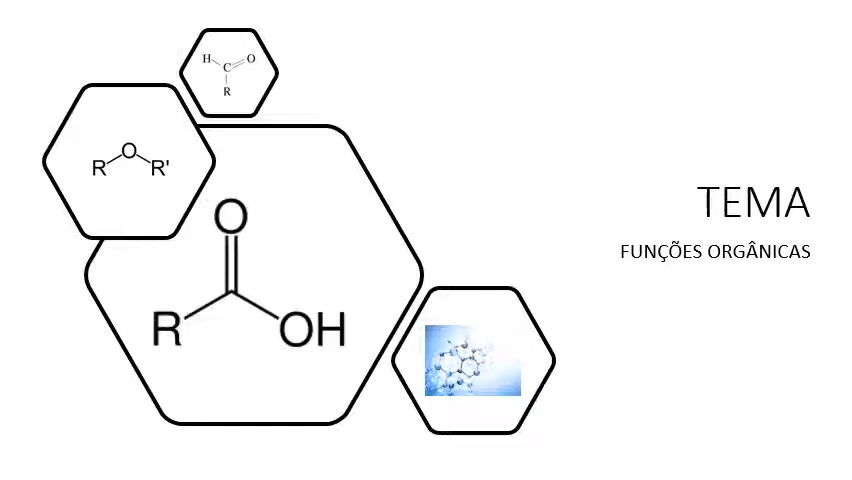 H C O
R
R O R'
O
R OH
TEMA
FUNÇÕES ORGÂNICAS